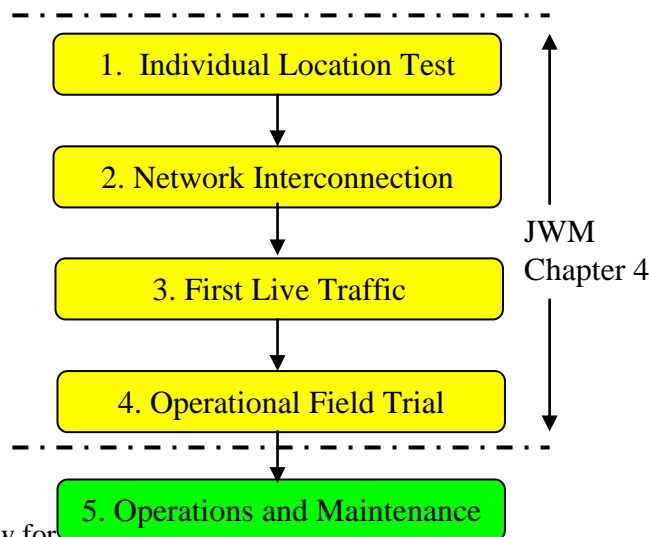 1. Individual Location Test
2. Network Interconnection
JWM
Chapter 4
3. First Live Traffic
4. Operational Field Trial
5. Operations and Maintenance
for